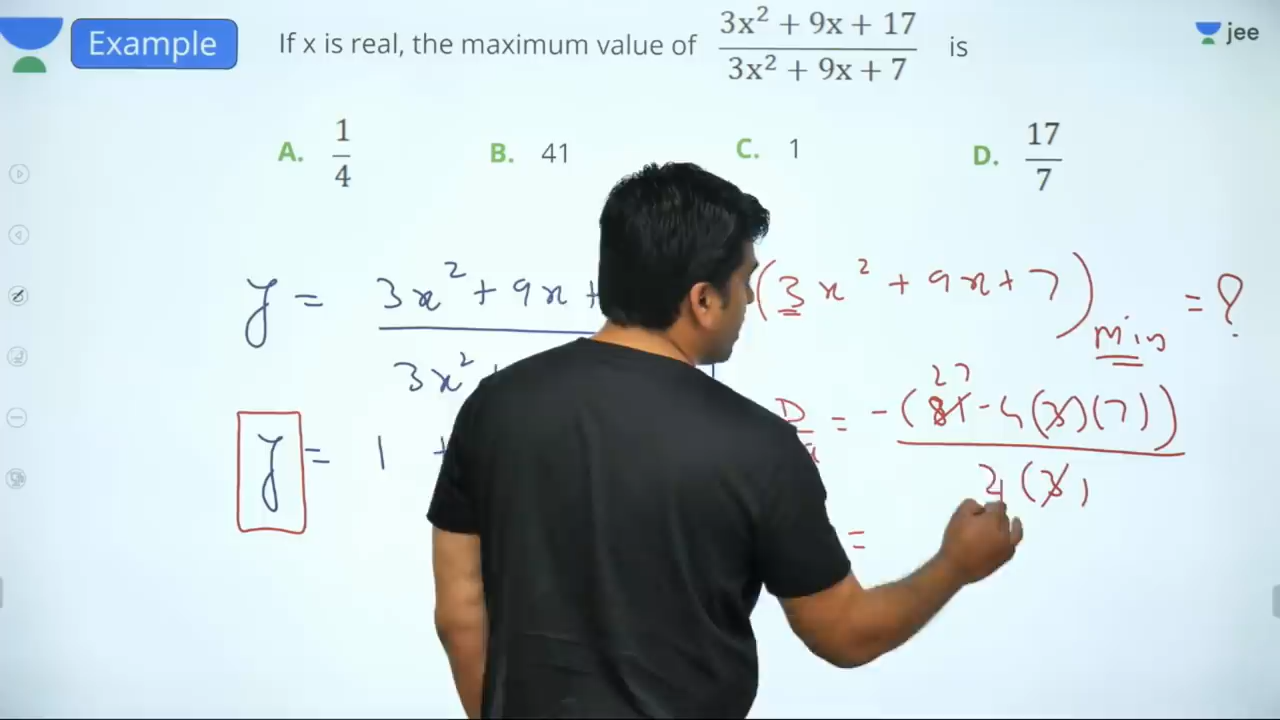 Example
If x is real, the maximum value of (3x² + 9x + 17)/(3x² + 9x + 7) is
jee
A. 1/4
B. 41
C. 1
D. 17/7
y = 3x² + 9x +
3x²
(3x² + 9x + 7)Min = ?
y = 1 +
D = -(81 27 - 4(3)(7))
4(3)
=